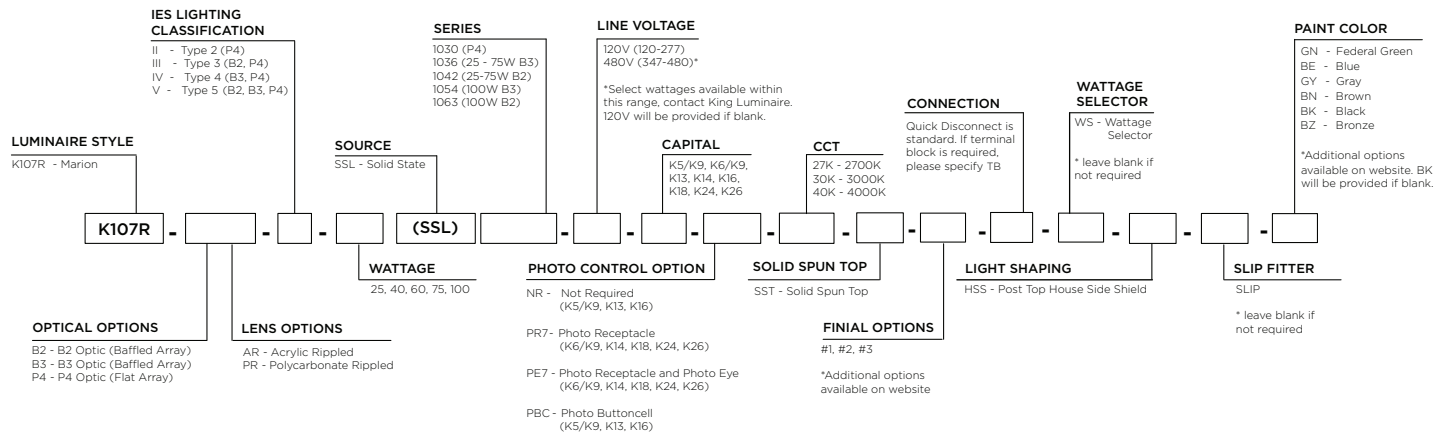 IES LIGHTING
CLASSIFICATION
II - Type 2 (P4)
III - Type 3 (B2, P4)
IV - Type 4 (B3, P4)
V - Type 5 (B2, B3, P4)
SERIES
1030 (P4)
1036 (25 - 75W B3)
1042 (25-75W B2)
1054 (100W B3)
1063 (100W B2)
LINE VOLTAGE
120V (120-277)
480V (347-480)*
*Select wattages available within
this range, contact King Luminaire.
120V will be provided if blank.
PAINT COLOR
GN - Federal Green
BE - Blue
GY - Gray
BN - Brown
BK - Black
BZ - Bronze
*Additional options
available on website. BK
will be provided if blank.
LUMINAIRE STYLE
K107R - Marion
SOURCE
SSL - Solid State
CAPITAL
K5/K9, K6/K9,
K13, K14, K16,
K18, K24, K26
CCT
27K - 2700K
30K - 3000K
40K - 4000K
CONNECTION
Quick Disconnect is
standard. If terminal
block is required,
please specify TB
WATTAGE
SELECTOR
WS - Wattage
Selector
* leave blank if
not required
K107R - - - (SSL) - - - - - - - - - -
WATTAGE
25, 40, 60, 75, 100
OPTICAL OPTIONS
B2 - B2 Optic (Baffled Array)
B3 - B3 Optic (Baffled Array)
P4 - P4 Optic (Flat Array)
LENS OPTIONS
AR - Acrylic Rippled
PR - Polycarbonate Rippled
PHOTO CONTROL OPTION
NR - Not Required
(K5/K9, K13, K16)
PR7- Photo Receptacle
(K6/K9, K14, K18, K24, K26)
PE7 - Photo Receptacle and Photo Eye
(K6/K9, K14, K18, K24, K26)
PBC - Photo Buttoncell
(K5/K9, K13, K16)
SOLID SPUN TOP
SST - Solid Spun Top
FINIAL OPTIONS
#1, #2, #3
*Additional options
available on website
LIGHT SHAPING
HSS - Post Top House Side Shield
SLIP FITTER
SLIP
* leave blank if
not required